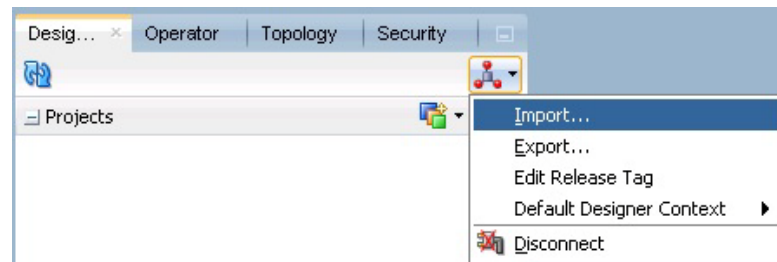 Desig... Operator Topology Security
Projects
Import...
Export...
Edit Release Tag
Default Designer Context
Disconnect